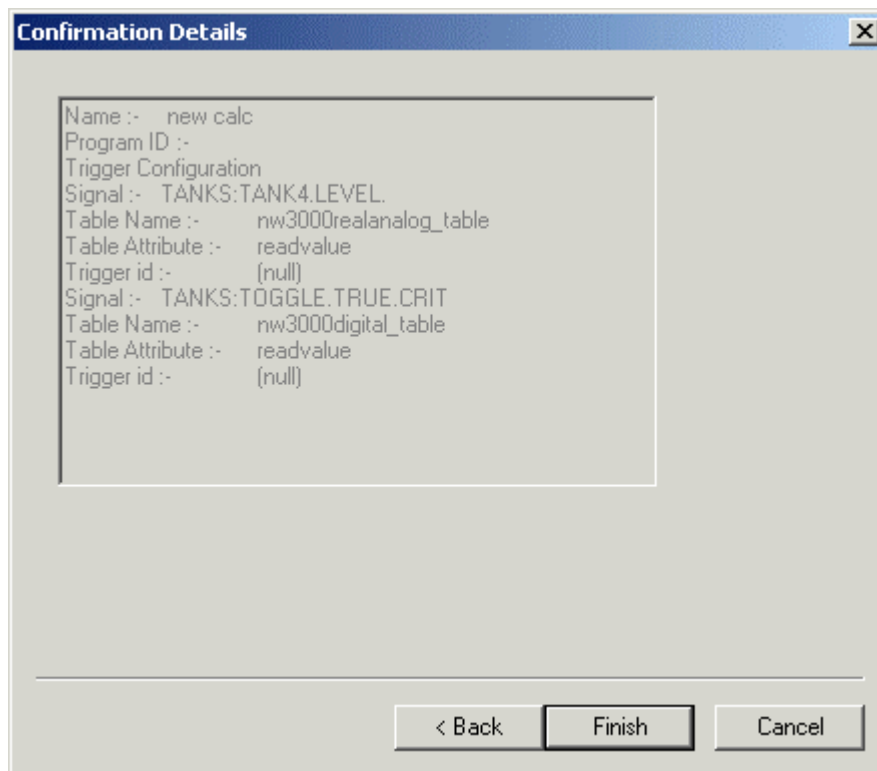 Confirmation Details
Name :- new calc
Program ID :-
Trigger Configuration
Signal :- TANKS:TANK4.LEVEL.
Table Name :- nw3000realanalog_table
Table Attribute :- readvalue
Trigger id :- (null)
Signal :- TANKS:TOGGLE.TRUE.CRIT
Table Name :- nw3000digital_table
Table Attribute :- readvalue
Trigger id :- (null)
< Back Finish Cancel